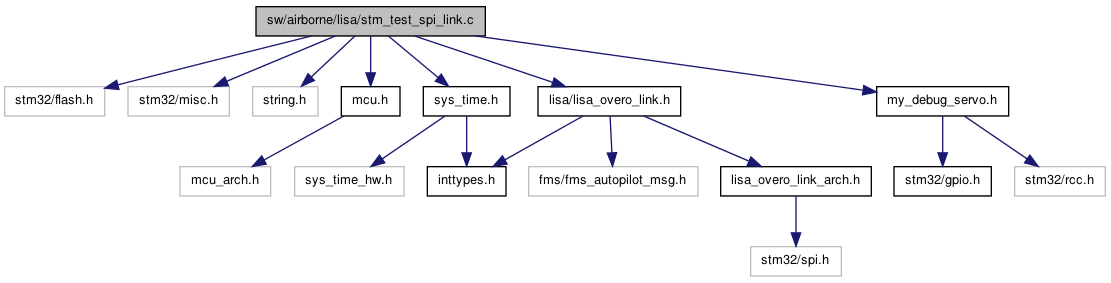 sw/airborne/lisa/stm_test_spi_link.c
stm32/flash.h
stm32/misc.h
string.h
mcu.h
sys_time.h
lisa/lisa_overo_link.h
my_debug_servo.h
mcu_arch.h
sys_time_hw.h
inttypes.h
fms/fms_autopilot_msg.h
lisa_overo_link_arch.h
stm32/gpio.h
stm32/rcc.h
stm32/spi.h